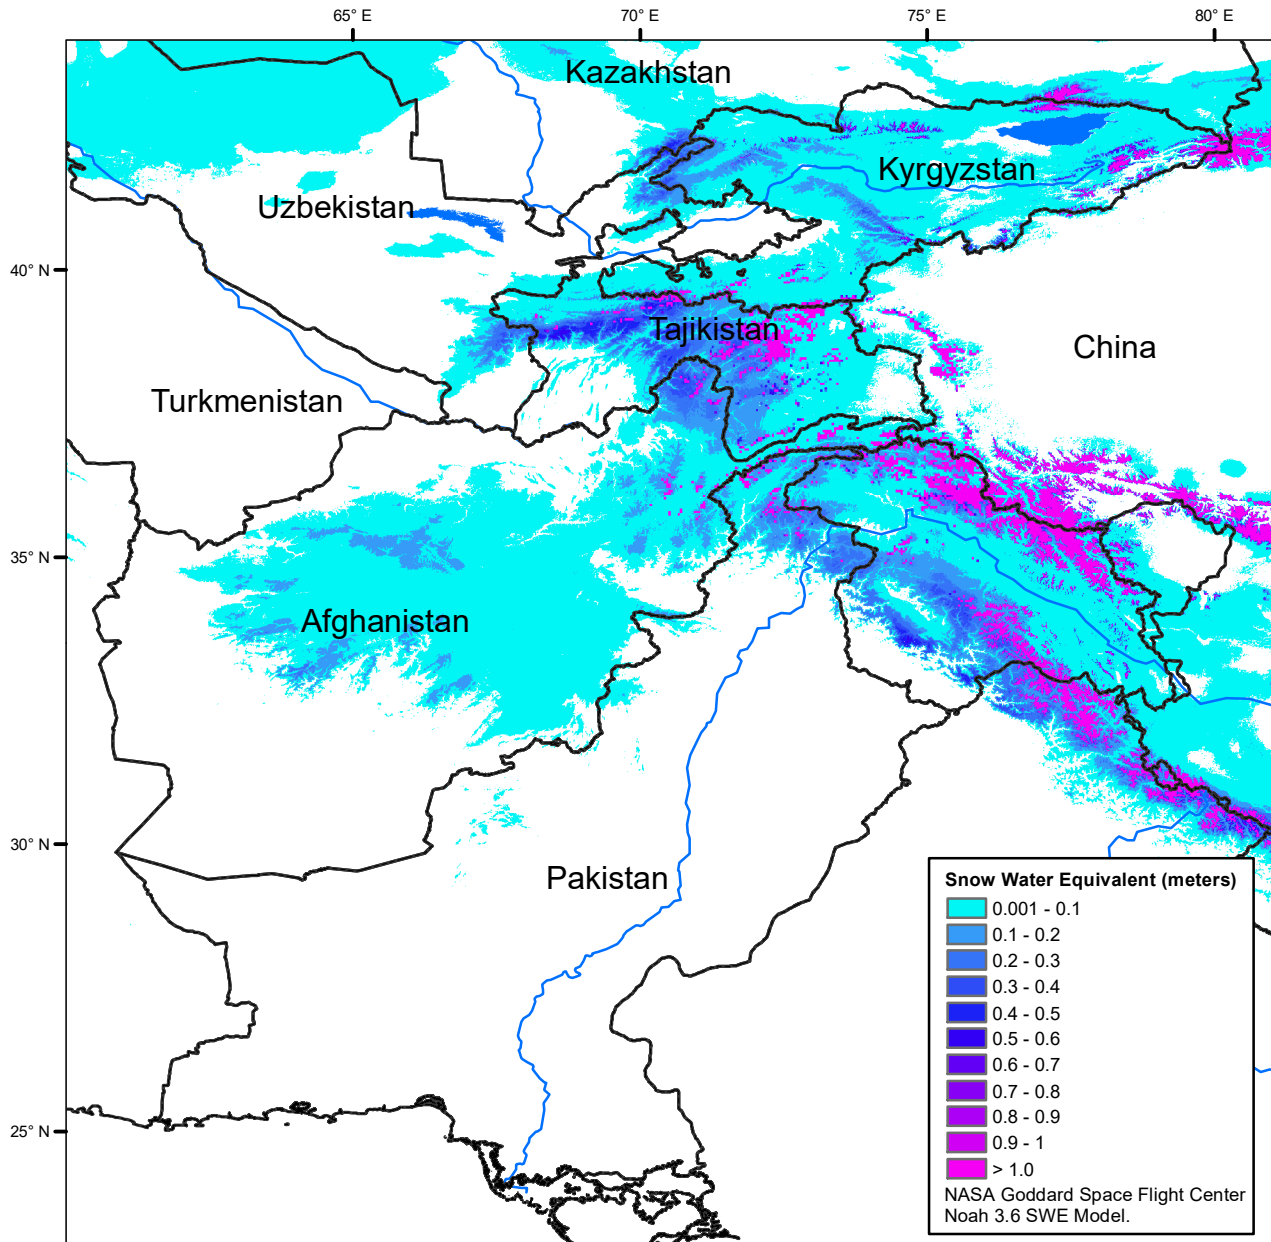 65° E
70° E
75° E
80° E
Kazakhstan
Kyrgyzstan
Uzbekistan
40° N
Tajikistan
China
Turkmenistan
35° N
Afghanistan
30° N
Pakistan
25° N
Snow Water Equivalent (meters)
0.001 - 0.1
0.1 - 0.2
0.2 - 0.3
0.3 - 0.4
0.4 - 0.5
0.5 - 0.6
0.6 - 0.7
0.7 - 0.8
0.8 - 0.9
0.9 - 1
> 1.0
NASA Goddard Space Flight Center
Noah 3.6 SWE Model.